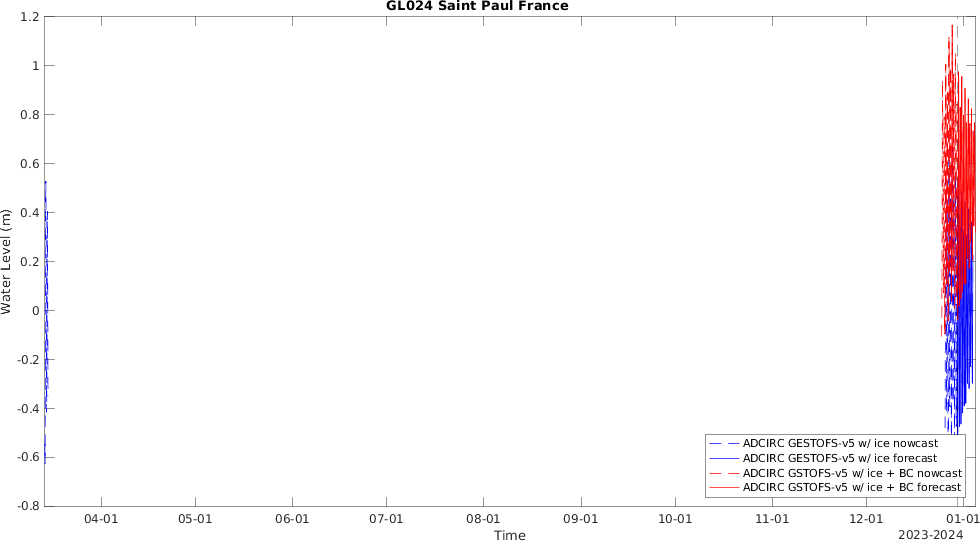 GL024 Saint Paul France
1.2
1
0.8
0.6
0.4
0.2
0
-0.2
-0.4
-0.6
-0.8
Water Level (m)
04-01 05-01 06-01 07-01 08-01 09-01 10-01 11-01 12-01 01-01
Time
2023-2024
ADCIRC GESTOFS-v5 w/ ice nowcast
ADCIRC GESTOFS-v5 w/ ice forecast
ADCIRC GSTOFS-v5 w/ ice + BC nowcast
ADCIRC GSTOFS-v5 w/ ice + BC forecast